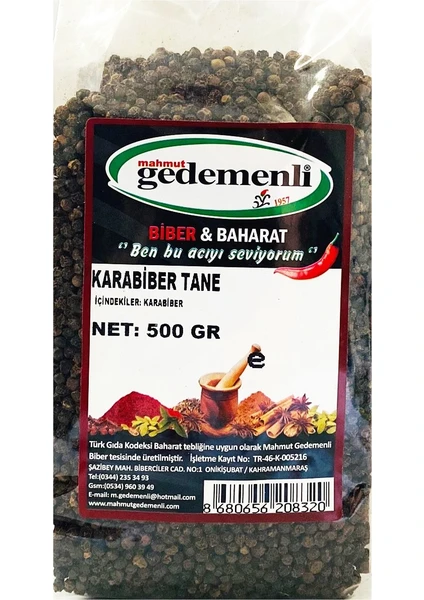 mahmut
gedemenli®
1957
BİBER & BAHARAT
“Ben bu acıyı seviyorum”
KARABİBER TANE
İÇİNDEKİLER: KARABİBER
NET: 500 GR
e
Türk Gıda Kodeksi Baharat tebliğine uygun olarak Mahmut Gedemenli
Biber tesisinde üretilmiştir. İşletme Kayıt No: TR-46-K-005216
ŞAZİBEY MAH. BİBERCİLER CAD. NO:1 ONİKİŞUBAT / KAHRAMANMARAŞ
Tel:(0344) 235 34 93
Gsm:(0534) 960 39 49
E-mail: m.gedemenli@hotmail.com
www.mahmutgedemenli.com
8 680656 208320